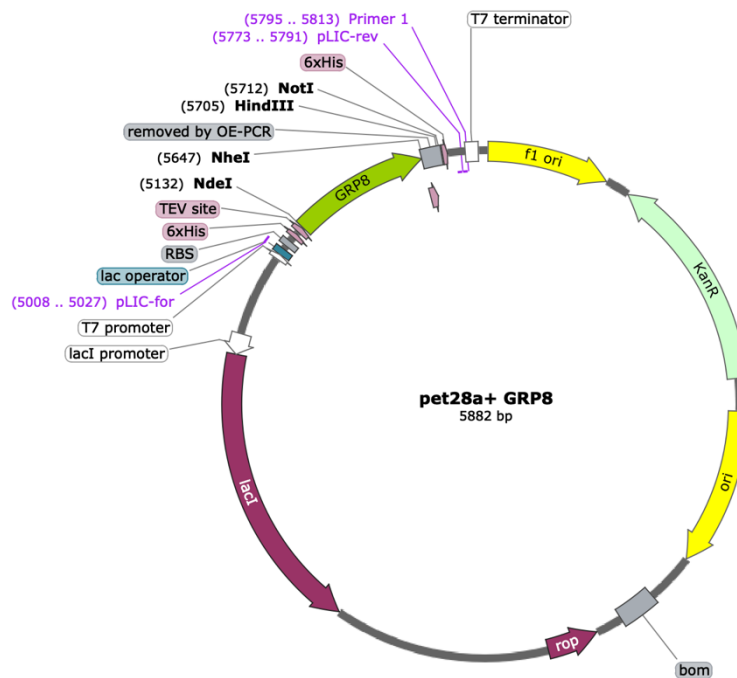 (5795 .. 5813) Primer 1
(5773 .. 5791) pLIC-rev
T7 terminator
6xHis
(5712) NotI
(5705) HindIII
removed by OE-PCR
(5647) NheI
(5132) NdeI
TEV site
6xHis
RBS
lac operator
(5008 .. 5027) pLIC-for
T7 promoter
lacI promoter
GRP8
f1 ori
KanR
ori
bom
rop
lacI
pet28a+ GRP8
5882 bp